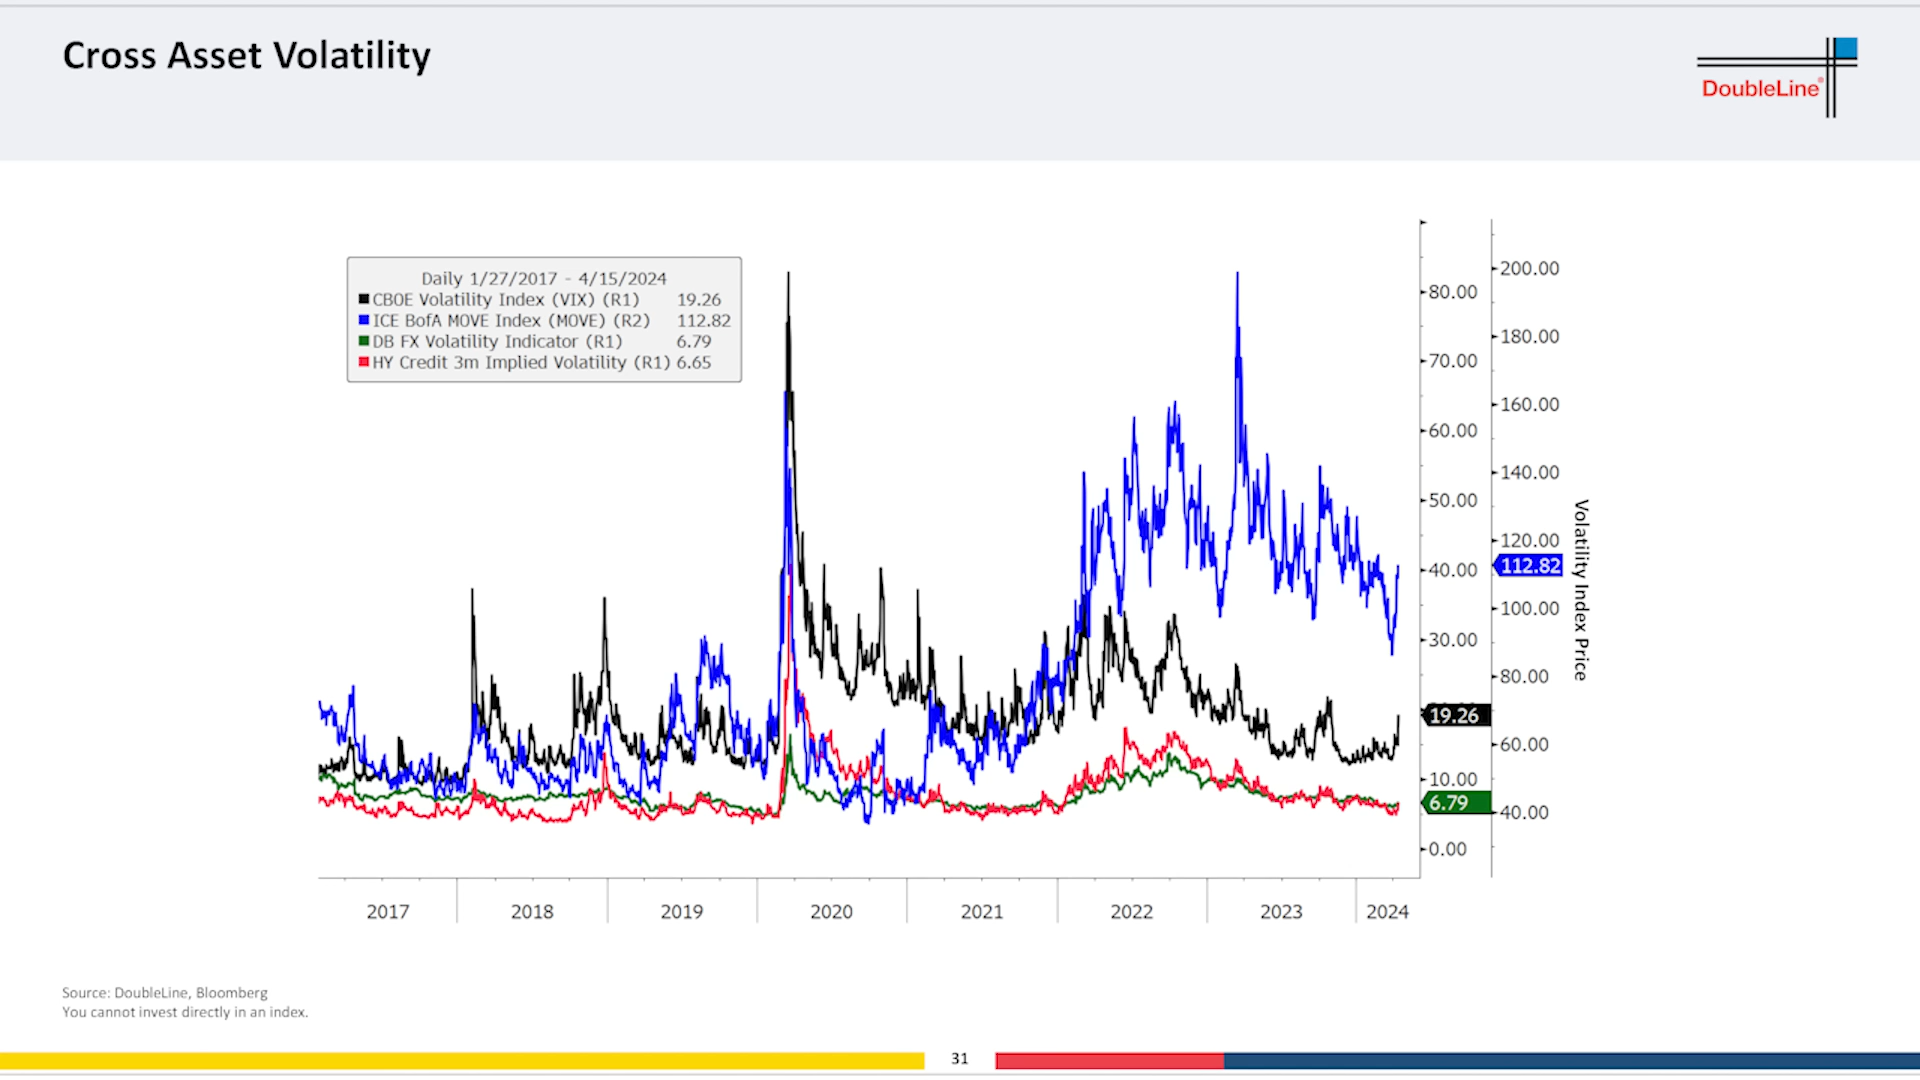 Cross Asset Volatility
DoubleLine®
Daily 1/27/2017 - 4/15/2024
CBOE Volatility Index (VIX) (R1) 19.26
ICE BofA MOVE Index (MOVE) (R2) 112.82
DB FX Volatility Indicator (R1) 6.79
HY Credit 3m Implied Volatility (R1) 6.65
80.00
70.00
60.00
50.00
40.00
30.00
19.26
10.00
6.79
0.00
200.00
180.00
160.00
140.00
120.00
112.82
100.00
80.00
60.00
40.00
Volatility Index Price
2017 2018 2019 2020 2021 2022 2023 2024
Source: DoubleLine, Bloomberg
You cannot invest directly in an index.
31